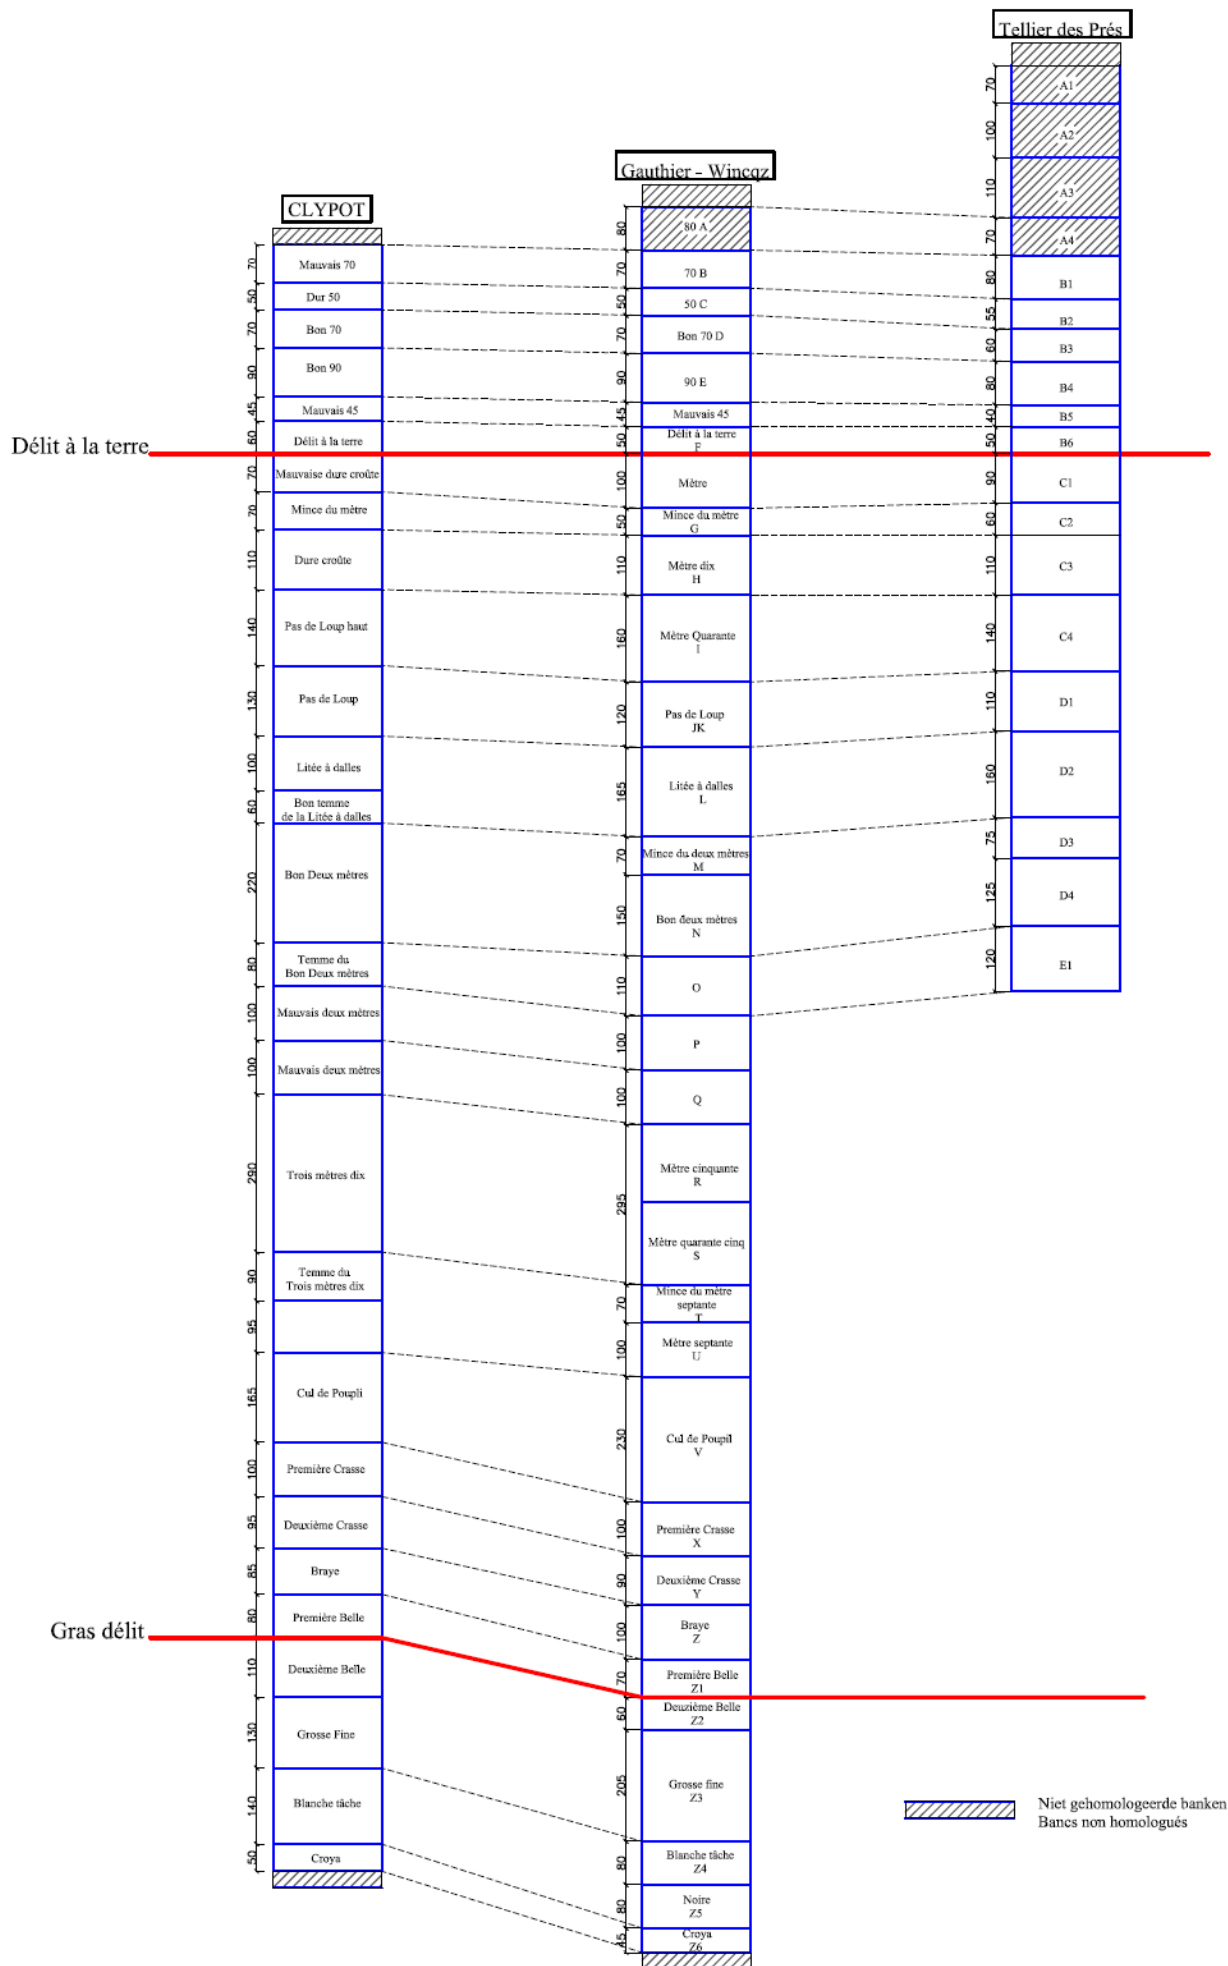 Tellier des Prés
70
A1
100
A2
110
A3
70
A4
80
B1
55
B2
60
B3
80
B4
40
B5
50
B6
90
C1
60
C2
110
C3
140
C4
110
D1
160
D2
75
D3
125
D4
120
E1
Gauthier - Wincqz
80
80 A
70
70 B
50
50 C
70
Bon 70 D
90
90 E
45
Mauvais 45
50
Délit à la terre
F
100
Mètre
50
Mince du mètre
G
110
Mètre dix
H
160
Mètre Quarante
I
120
Pas de Loup
JK
165
Litée à dalles
L
70
Mince du deux mètres
M
150
Bon deux mètres
N
110
O
100
P
100
Q
295
Mètre cinquante
R
Mètre quarante cinq
S
70
Mince du mètre
septante
T
100
Mètre septante
U
230
Cul de Poupil
V
100
Première Crasse
X
90
Deuxième Crasse
Y
100
Braye
Z
70
Première Belle
Z1
60
Deuzième Belle
Z2
205
Grosse fine
Z3
80
Blanche tâche
Z4
80
Noire
Z5
45
Croya
Z6
CLYPOT
70
Mauvais 70
50
Dur 50
70
Bon 70
90
Bon 90
45
Mauvais 45
60
Délit à la terre
70
Mauvaise dure croûte
70
Mince du mètre
110
Dure croûte
140
Pas de Loup haut
130
Pas de Loup
100
Litée à dalles
60
Bon temme
de la Litée à dalles
220
Bon Deux mètres
80
Temme du
Bon Deux mètres
100
Mauvais deux mètres
100
Mauvais deux mètres
290
Trois mètres dix
90
Temme du
Trois mètres dix
95
165
Cul de Poupli
100
Première Crasse
95
Deuxième Crasse
85
Braye
80
Première Belle
110
Deuxième Belle
130
Grosse Fine
140
Blanche tâche
50
Croya
Délit à la terre
Gras délit
Niet gehomologeerde banken
Bancs non homologués